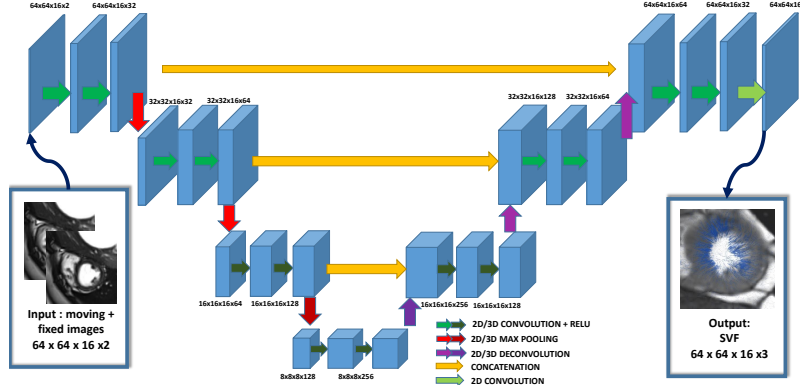 64x64x16x2
64x64x16x32
64x64x16x64
64x64x16x32
64x64x16x
32x32x16x32
32x32x16x64
32x32x16x128
32x32x16x64
16x16x16x64
16x16x16x128
16x16x16x256
16x16x16x128
8x8x8x128
8x8x8x256
Input : moving +
fixed images
64 x 64 x 16 x2
2D/3D CONVOLUTION + RELU
2D/3D MAX POOLING
2D/3D DECONVOLUTION
CONCATENATION
2D CONVOLUTION
Output:
SVF
64 x 64 x 16 x3